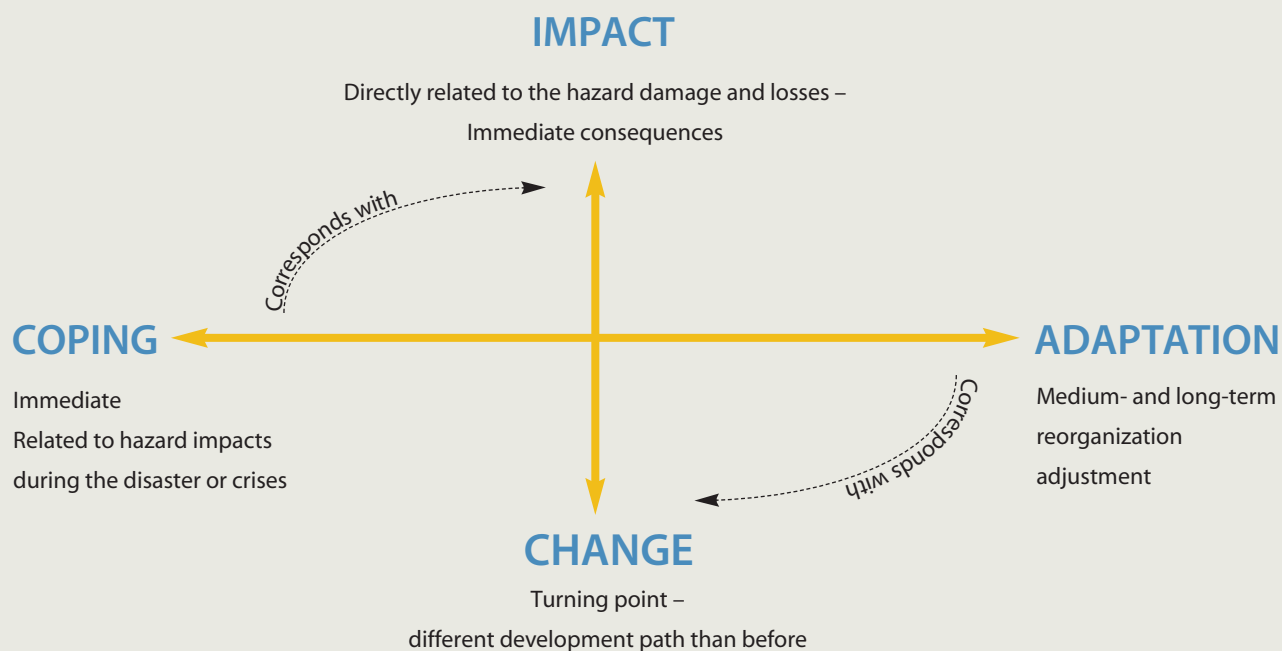 IMPACT
Directly related to the hazard damage and losses –
Immediate consequences
Corresponds with
COPING
Immediate
Related to hazard impacts
during the disaster or crises
ADAPTATION
Medium- and long-term
reorganization
adjustment
Corresponds with
CHANGE
Turning point –
different development path than before